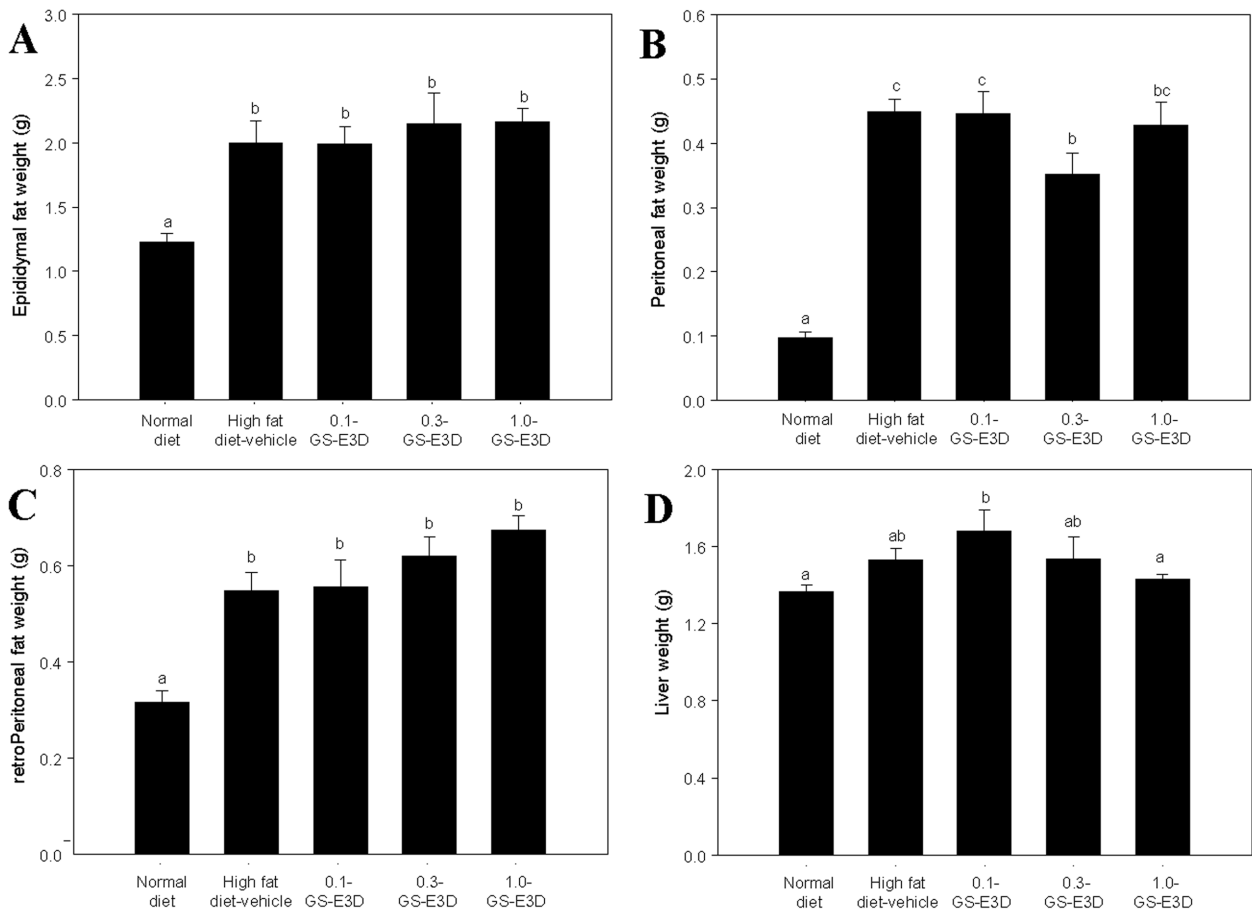 A
Epididymal fat weight (g)
3.0
2.5
2.0
1.5
1.0
0.5
0.0
a
b
b
b
b
Normal
diet
High fat
diet-vehicle
0.1-
GS-E3D
0.3-
GS-E3D
1.0-
GS-E3D
B
Peritoneal fat weight (g)
0.6
0.5
0.4
0.3
0.2
0.1
0.0
a
c
c
b
bc
Normal
diet
High fat
diet-vehicle
0.1-
GS-E3D
0.3-
GS-E3D
1.0-
GS-E3D
C
retroPeritoneal fat weight (g)
0.8
0.6
0.4
0.2
0.0
a
b
b
b
b
Normal
diet
High fat
diet-vehicle
0.1-
GS-E3D
0.3-
GS-E3D
1.0-
GS-E3D
D
Liver weight (g)
2.0
1.6
1.2
0.8
0.4
0.0
a
ab
b
ab
a
Normal
diet
High fat
diet-vehicle
0.1-
GS-E3D
0.3-
GS-E3D
1.0-
GS-E3D